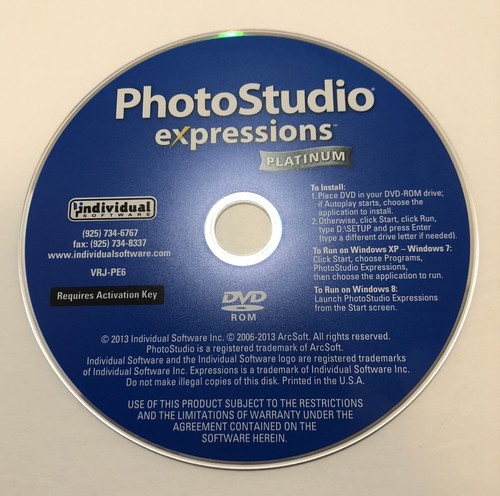 PhotoStudio®
expressions™
PLATINUM
individual
SOFTWARE
(925) 734-6767
fax: (925) 734-8337
www.individualsoftware.com
VRJ-PE6
Requires Activation Key
To Install:
1. Place DVD in your DVD-ROM drive;
if Autoplay starts, choose the
application to install.
2. Otherwise, click Start, click Run,
type D:\SETUP and press Enter
(type a different drive letter if needed).
To Run on Windows XP – Windows 7:
Click Start, choose Programs,
PhotoStudio Expressions,
then choose the application to run.
To Run on Windows 8:
Launch PhotoStudio Expressions
from the Start screen.
DVD
ROM
© 2013 Individual Software Inc. © 2006-2013 ArcSoft. All rights reserved.
PhotoStudio is a registered trademark of ArcSoft.
Individual Software and the Individual Software logo are registered trademarks
of Individual Software Inc. Expressions is a trademark of Individual Software Inc.
Do not make illegal copies of this disk. Printed in the U.S.A.
USE OF THIS PRODUCT SUBJECT TO THE RESTRICTIONS
AND THE LIMITATIONS OF WARRANTY UNDER THE
AGREEMENT CONTAINED ON THE
SOFTWARE HEREIN.